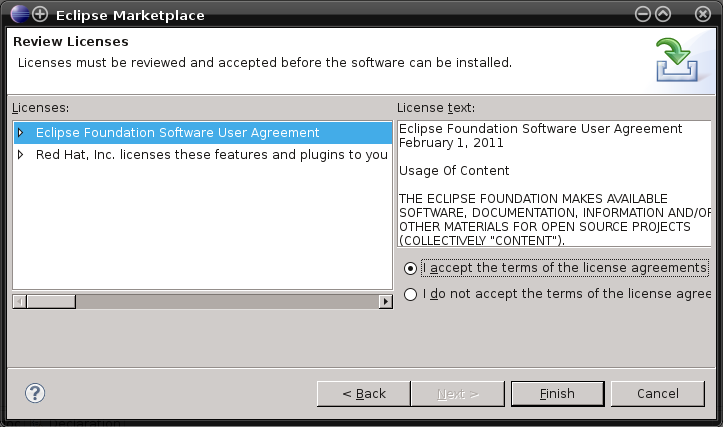 Eclipse Marketplace
Review Licenses
Licenses must be reviewed and accepted before the software can be installed.
Licenses:
Eclipse Foundation Software User Agreement
Red Hat, Inc. licenses these features and plugins to you
License text:
Eclipse Foundation Software User Agreement
February 1, 2011
Usage Of Content
THE ECLIPSE FOUNDATION MAKES AVAILABLE
SOFTWARE, DOCUMENTATION, INFORMATION AND/OR
OTHER MATERIALS FOR OPEN SOURCE PROJECTS
(COLLECTIVELY "CONTENT").
I accept the terms of the license agreements
I do not accept the terms of the license agree
?
< Back
Next >
Finish
Cancel
Declaration